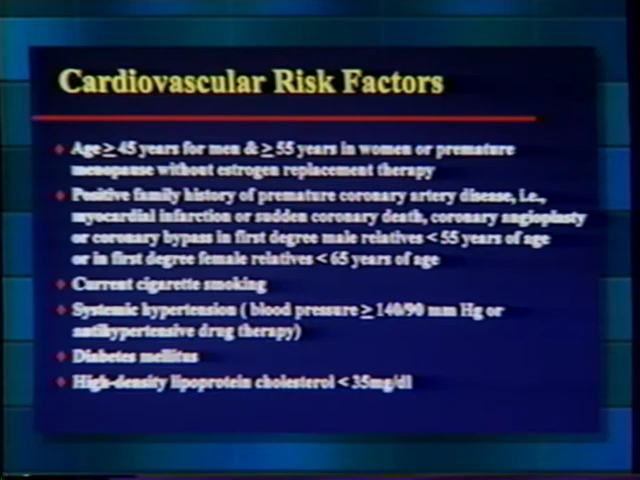 Cardiovascular Risk Factors
Age ≥ 45 years for men & ≥ 55 years in women or premature
menopause without estrogen replacement therapy
Positive family history of premature coronary artery disease, i.e.,
myocardial infarction or sudden coronary death, coronary angioplasty
or coronary bypass in first degree male relatives < 55 years of age
or in first degree female relatives < 65 years of age
Current cigarette smoking
Systemic hypertension ( blood pressure ≥ 140/90 mm Hg or
antihypertensive drug therapy)
Diabetes mellitus
High-density lipoprotein cholesterol < 35mg/dl